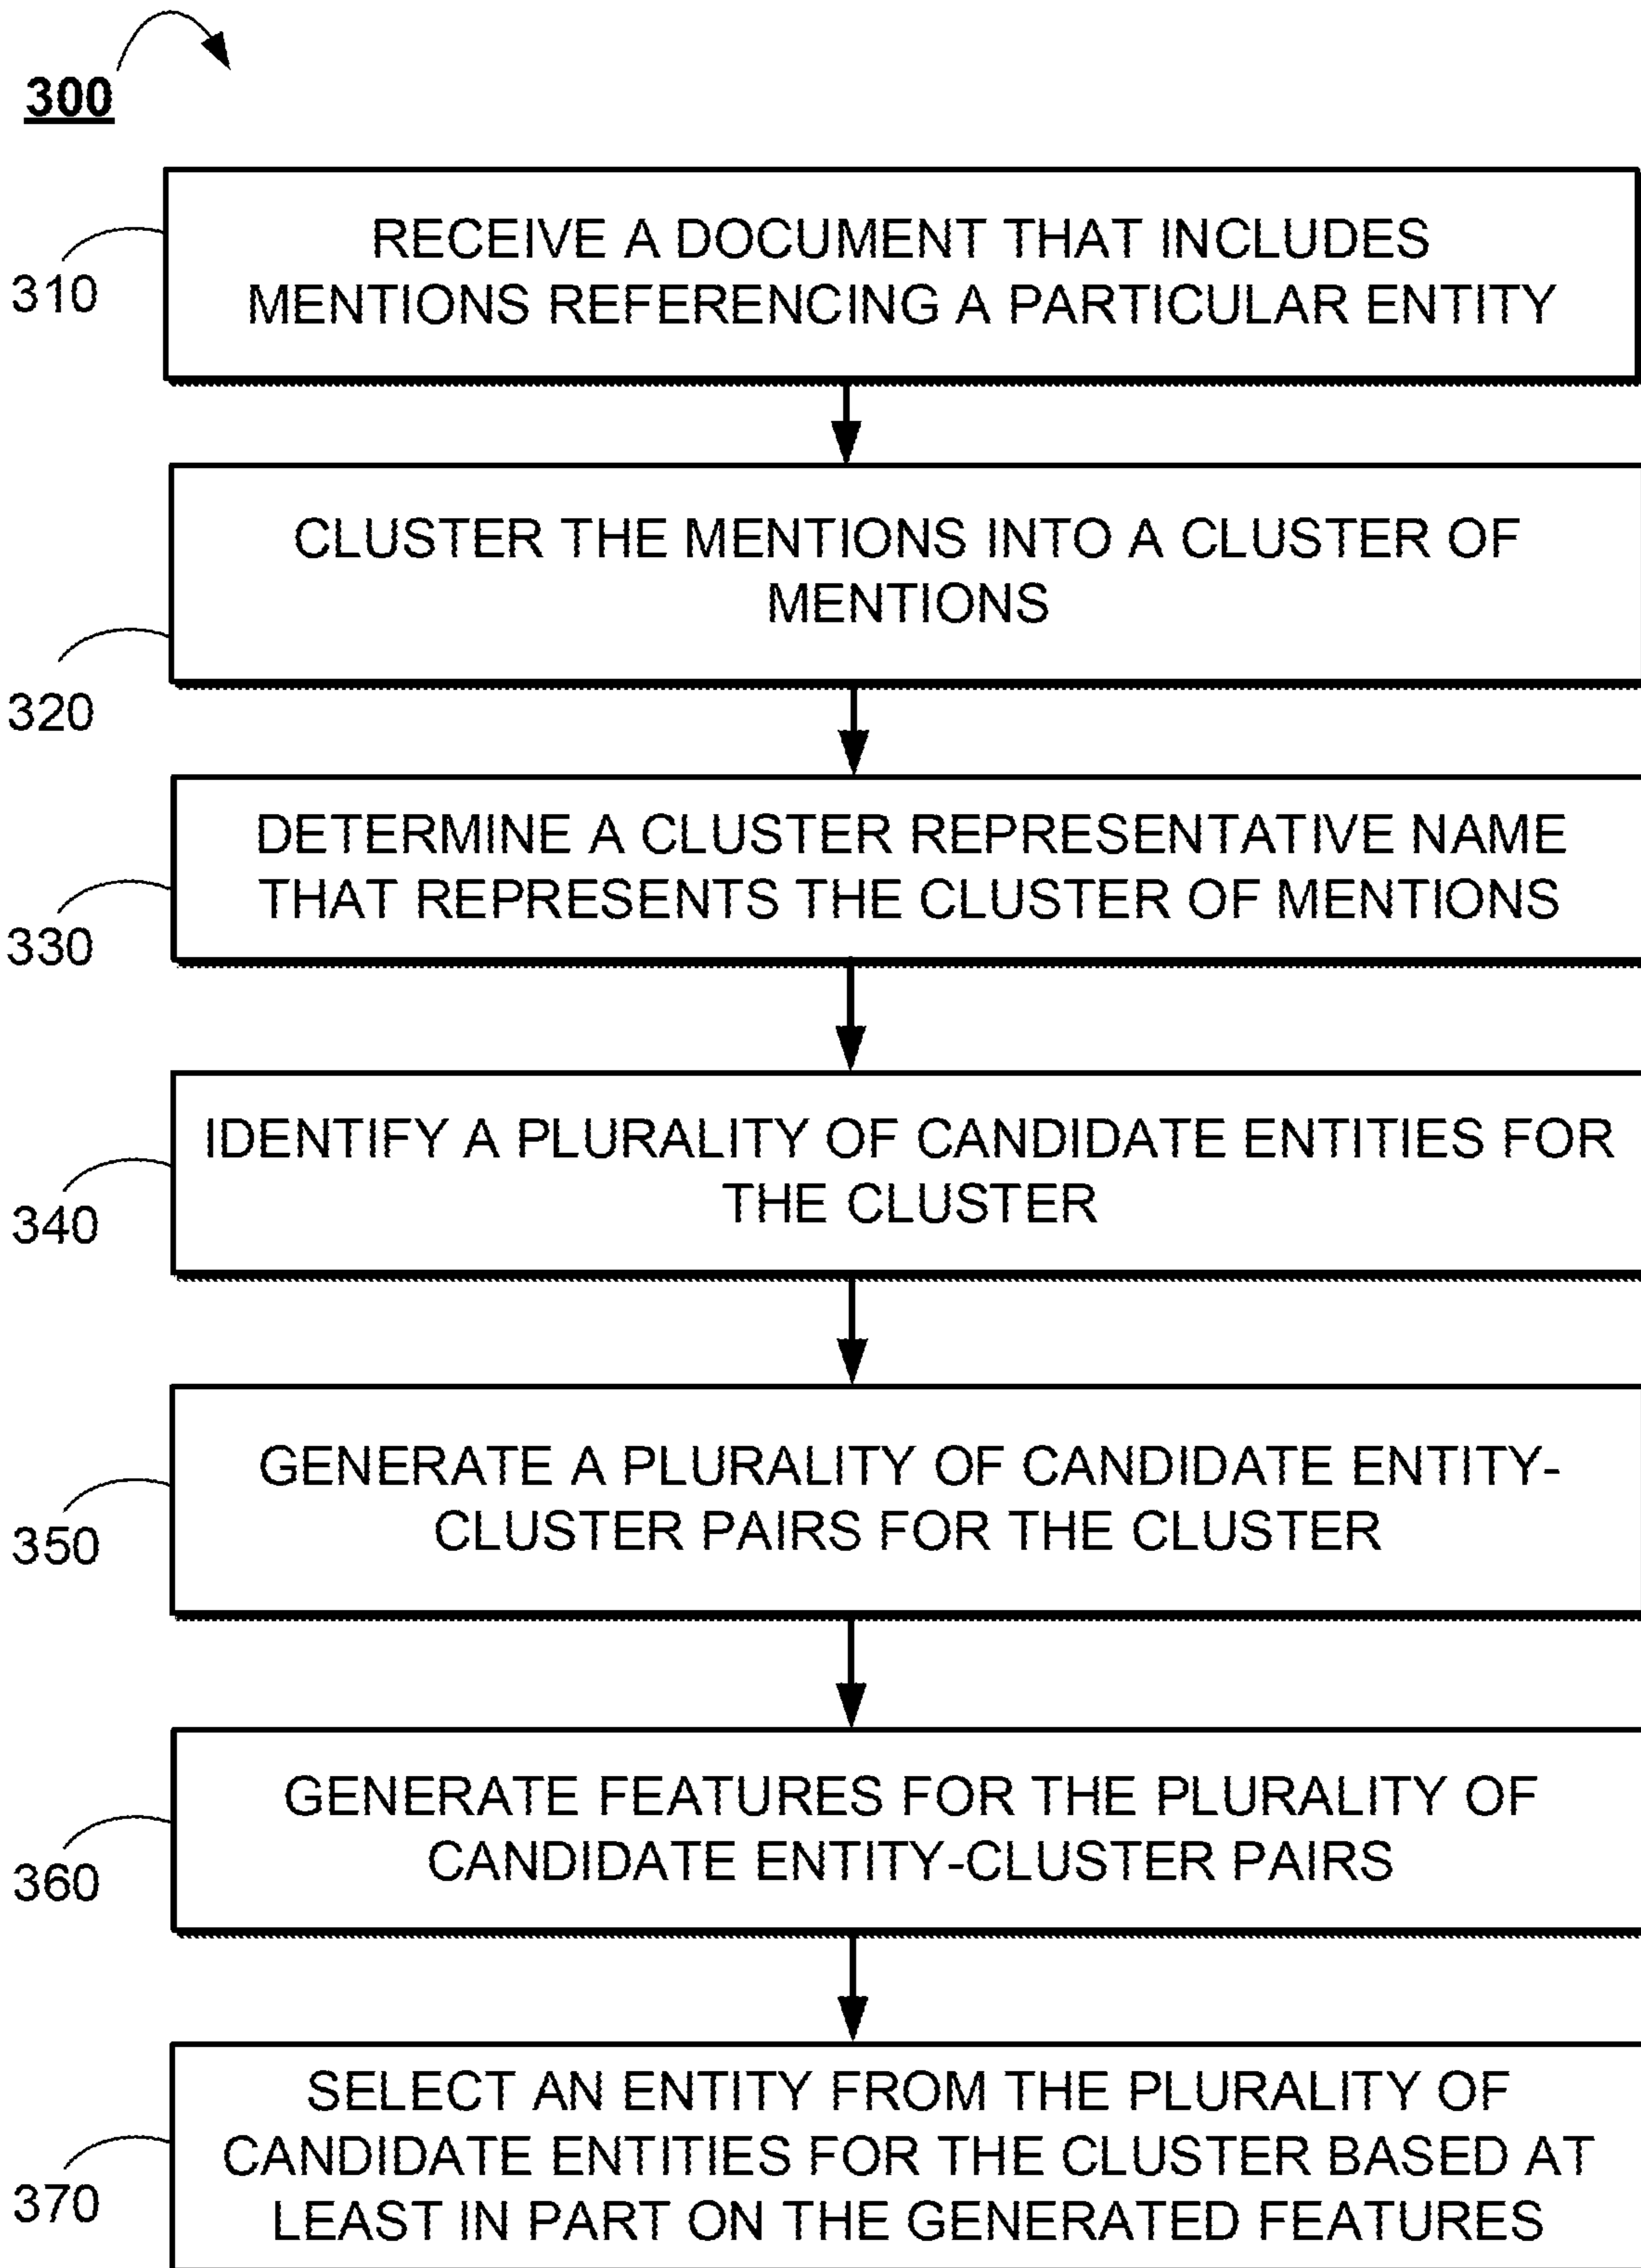 300
RECEIVE A DOCUMENT THAT INCLUDES
MENTIONS REFERENCING A PARTICULAR ENTITY
310
CLUSTER THE MENTIONS INTO A CLUSTER OF
MENTIONS
320
DETERMINE A CLUSTER REPRESENTATIVE NAME
THAT REPRESENTS THE CLUSTER OF MENTIONS
330
IDENTIFY A PLURALITY OF CANDIDATE ENTITIES FOR
THE CLUSTER
340
GENERATE A PLURALITY OF CANDIDATE ENTITY-
CLUSTER PAIRS FOR THE CLUSTER
350
GENERATE FEATURES FOR THE PLURALITY OF
CANDIDATE ENTITY-CLUSTER PAIRS
360
SELECT AN ENTITY FROM THE PLURALITY OF
CANDIDATE ENTITIES FOR THE CLUSTER BASED AT
LEAST IN PART ON THE GENERATED FEATURES
370